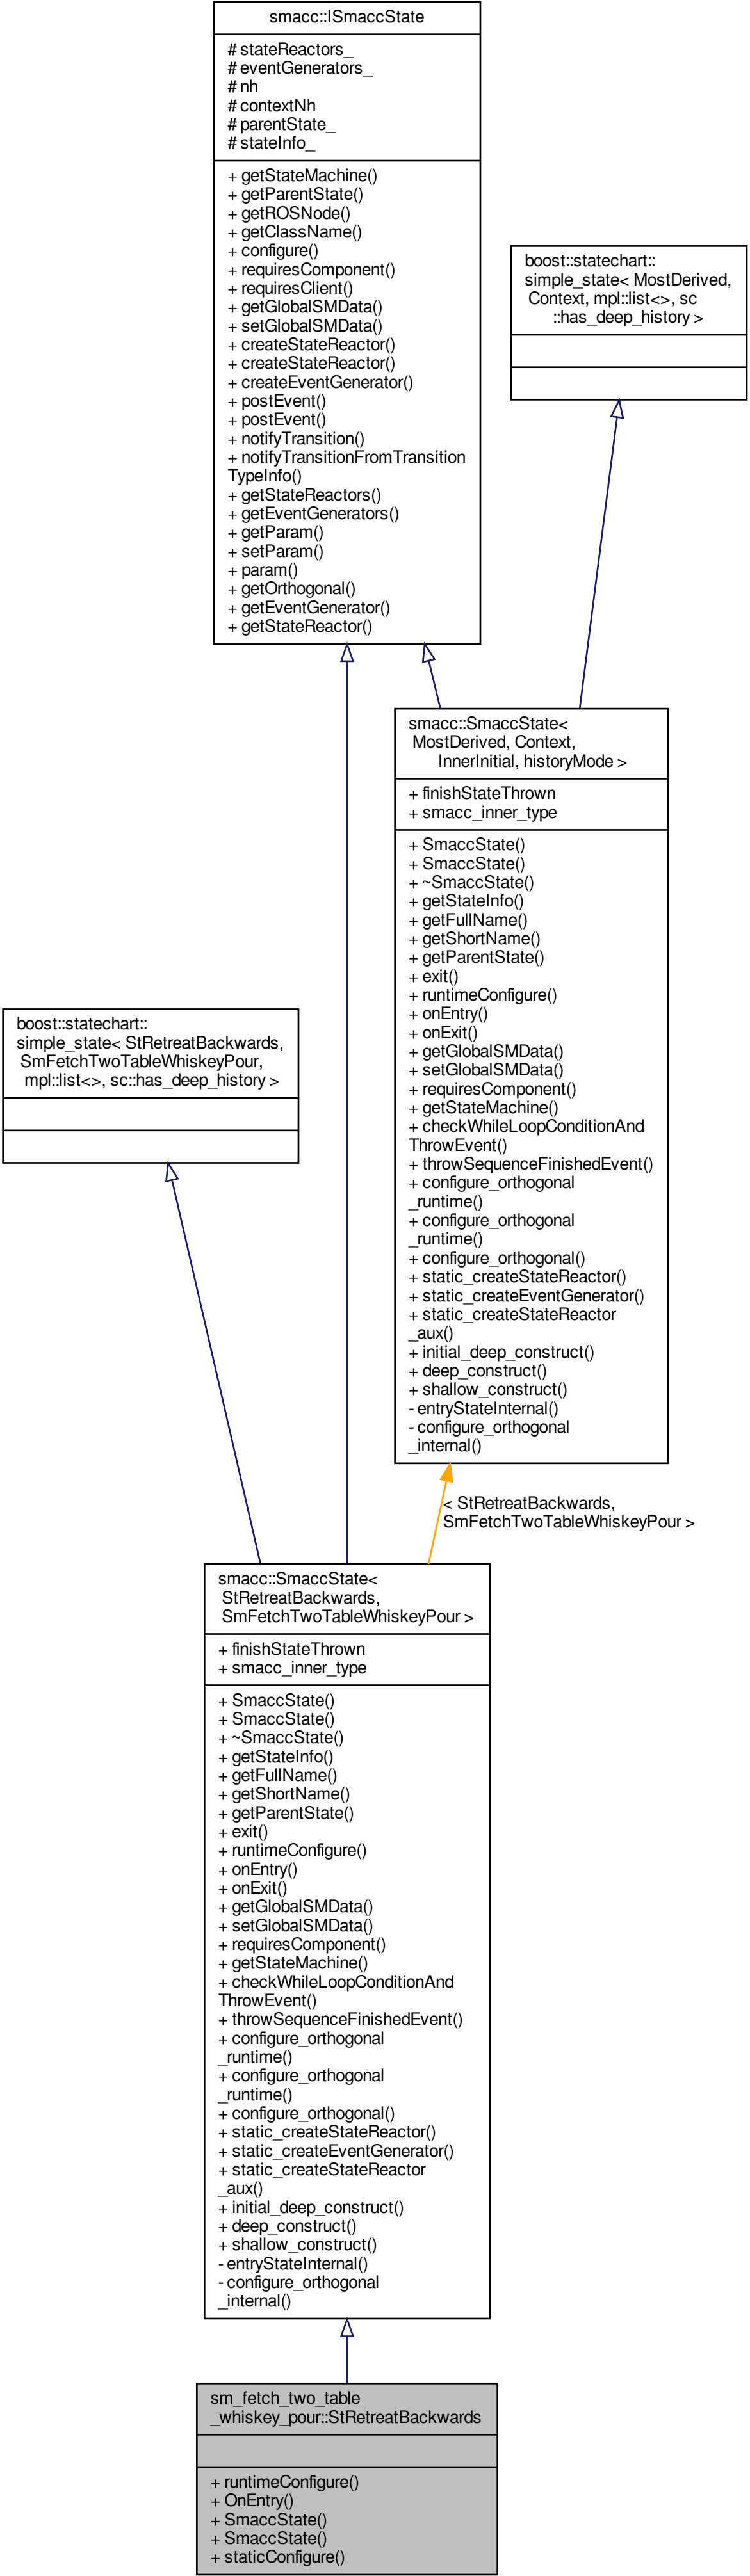 smacc::ISmaccState
# stateReactors_
# eventGenerators_
# nh
# contextNh
# parentState_
# stateInfo_
+ getStateMachine()
+ getParentState()
+ getROSNode()
+ getClassName()
+ configure()
+ requiresComponent()
+ requiresClient()
+ getGlobalSMData()
+ setGlobalSMData()
+ createStateReactor()
+ createStateReactor()
+ createEventGenerator()
+ postEvent()
+ postEvent()
+ notifyTransition()
+ notifyTransitionFromTransition
TypeInfo()
+ getStateReactors()
+ getEventGenerators()
+ getParam()
+ setParam()
+ param()
+ getOrthogonal()
+ getEventGenerator()
+ getStateReactor()
boost::statechart::
simple_state< MostDerived,
Context, mpl::list<>, sc
::has_deep_history >
smacc::SmaccState<
MostDerived, Context,
InnerInitial, historyMode >
+ finishStateThrown
+ smacc_inner_type
+ SmaccState()
+ SmaccState()
+ ~SmaccState()
+ getStateInfo()
+ getFullName()
+ getShortName()
+ getParentState()
+ exit()
+ runtimeConfigure()
+ onEntry()
+ onExit()
+ getGlobalSMData()
+ setGlobalSMData()
+ requiresComponent()
+ getStateMachine()
+ checkWhileLoopConditionAnd
ThrowEvent()
+ throwSequenceFinishedEvent()
+ configure_orthogonal
_runtime()
+ configure_orthogonal
_runtime()
+ configure_orthogonal()
+ static_createStateReactor()
+ static_createEventGenerator()
+ static_createStateReactor
_aux()
+ initial_deep_construct()
+ deep_construct()
+ shallow_construct()
- entryStateInternal()
- configure_orthogonal
_internal()
boost::statechart::
simple_state< StRetreatBackwards,
SmFetchTwoTableWhiskeyPour,
mpl::list<>, sc::has_deep_history >
< StRetreatBackwards,
SmFetchTwoTableWhiskeyPour >
smacc::SmaccState<
StRetreatBackwards,
SmFetchTwoTableWhiskeyPour >
+ finishStateThrown
+ smacc_inner_type
+ SmaccState()
+ SmaccState()
+ ~SmaccState()
+ getStateInfo()
+ getFullName()
+ getShortName()
+ getParentState()
+ exit()
+ runtimeConfigure()
+ onEntry()
+ onExit()
+ getGlobalSMData()
+ setGlobalSMData()
+ requiresComponent()
+ getStateMachine()
+ checkWhileLoopConditionAnd
ThrowEvent()
+ throwSequenceFinishedEvent()
+ configure_orthogonal
_runtime()
+ configure_orthogonal
_runtime()
+ configure_orthogonal()
+ static_createStateReactor()
+ static_createEventGenerator()
+ static_createStateReactor
_aux()
+ initial_deep_construct()
+ deep_construct()
+ shallow_construct()
- entryStateInternal()
- configure_orthogonal
_internal()
sm_fetch_two_table
_whiskey_pour::StRetreatBackwards
+ runtimeConfigure()
+ OnEntry()
+ SmaccState()
+ SmaccState()
+ staticConfigure()